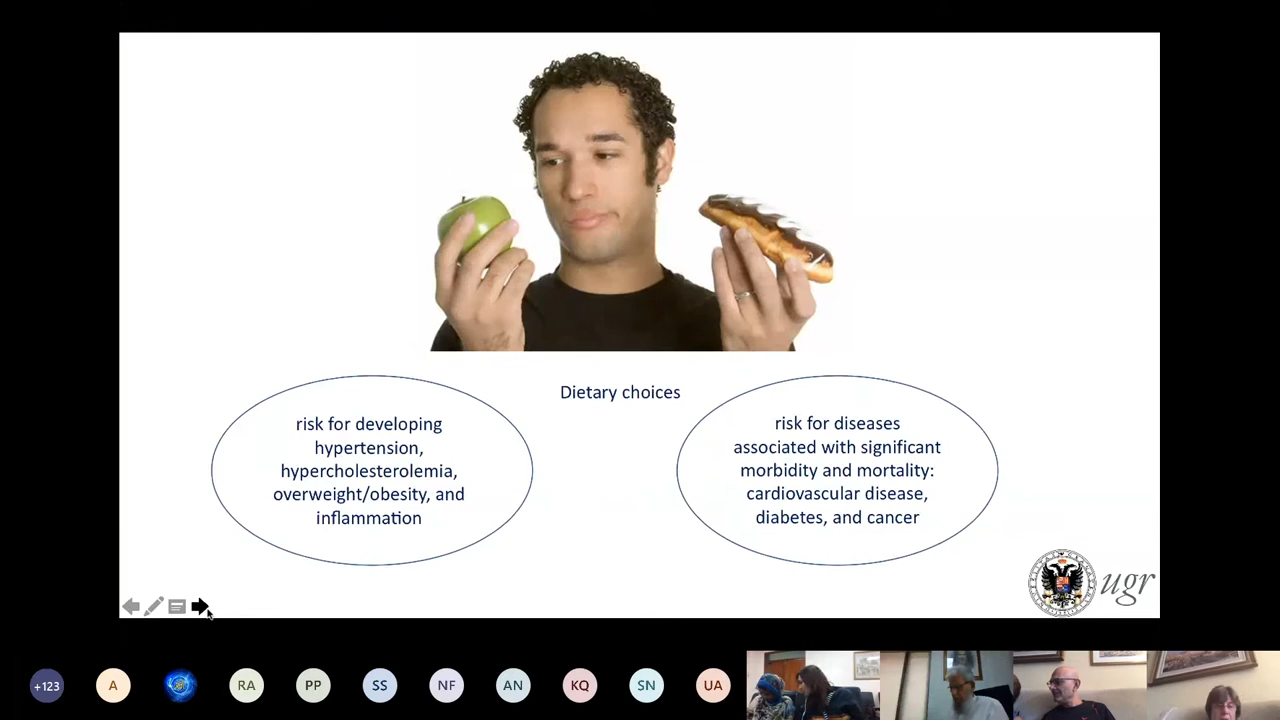 Dietary choices
risk for developing
hypertension,
hypercholesterolemia,
overweight/obesity, and
inflammation
risk for diseases
associated with significant
morbidity and mortality:
cardiovascular disease,
diabetes, and cancer
ugr
+123
A
RA
PP
SS
NF
AN
KQ
SN
UA